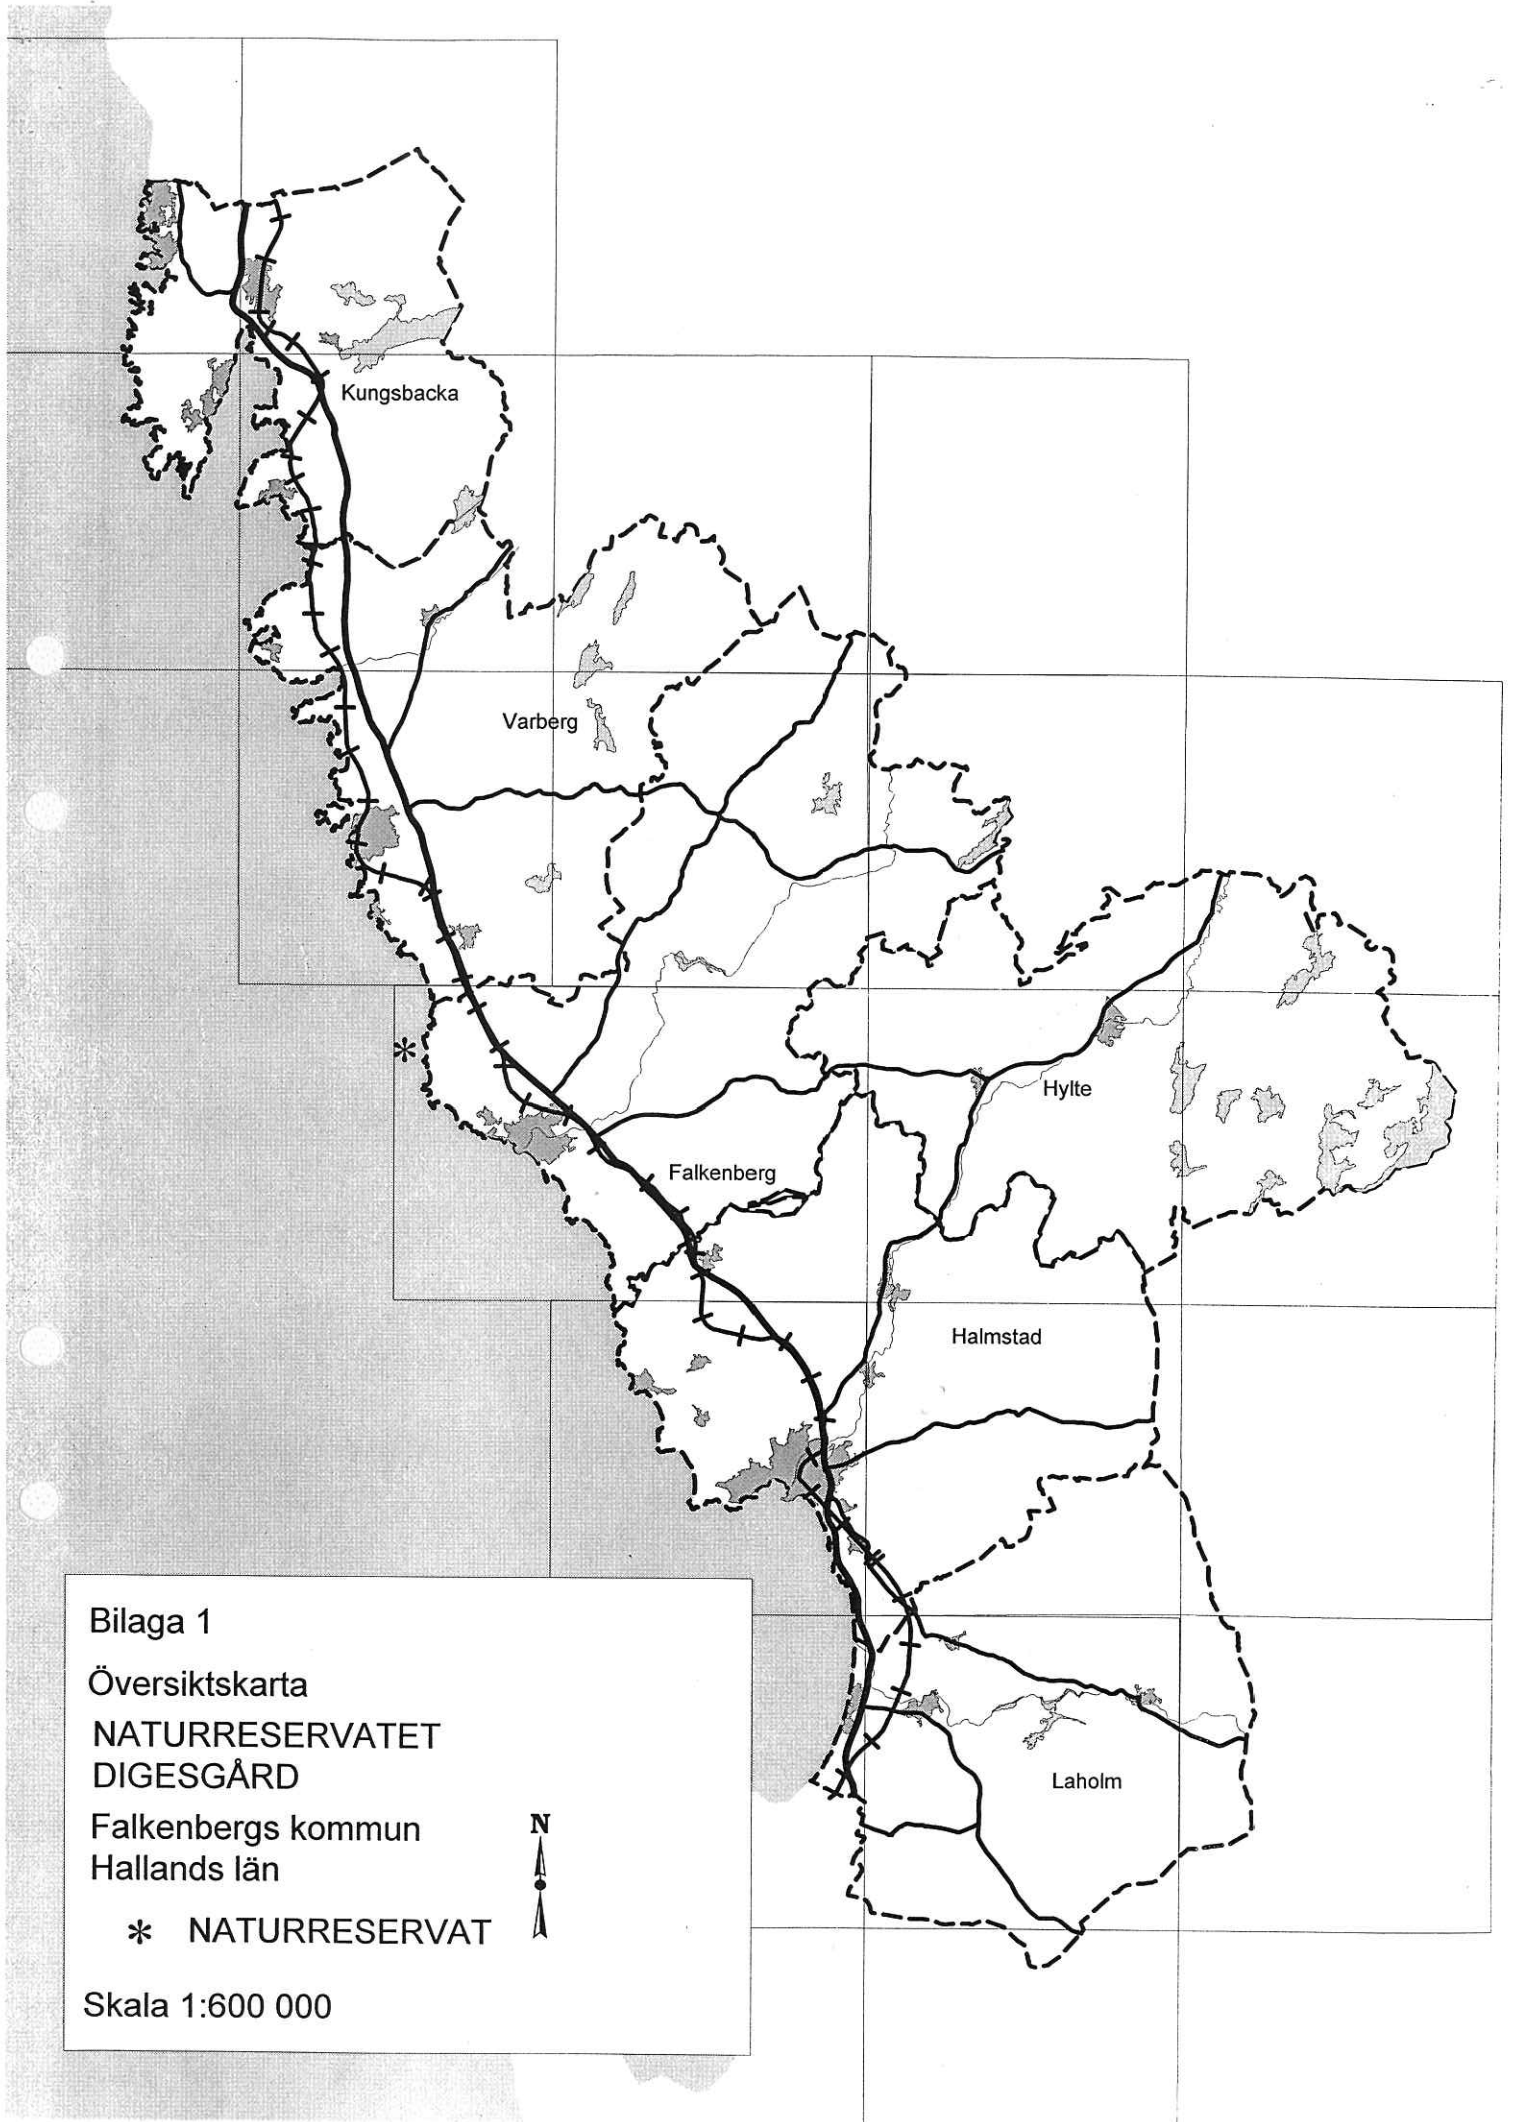 Kungsbacka
Varberg
Hylte
Falkenberg
Halmstad
Laholm
Bilaga 1
Översiktskarta
NATURRESERVATET
DIGESGÅRD
Falkenbergs kommun
Hallands län
N
* NATURRESERVAT
Skala 1:600 000